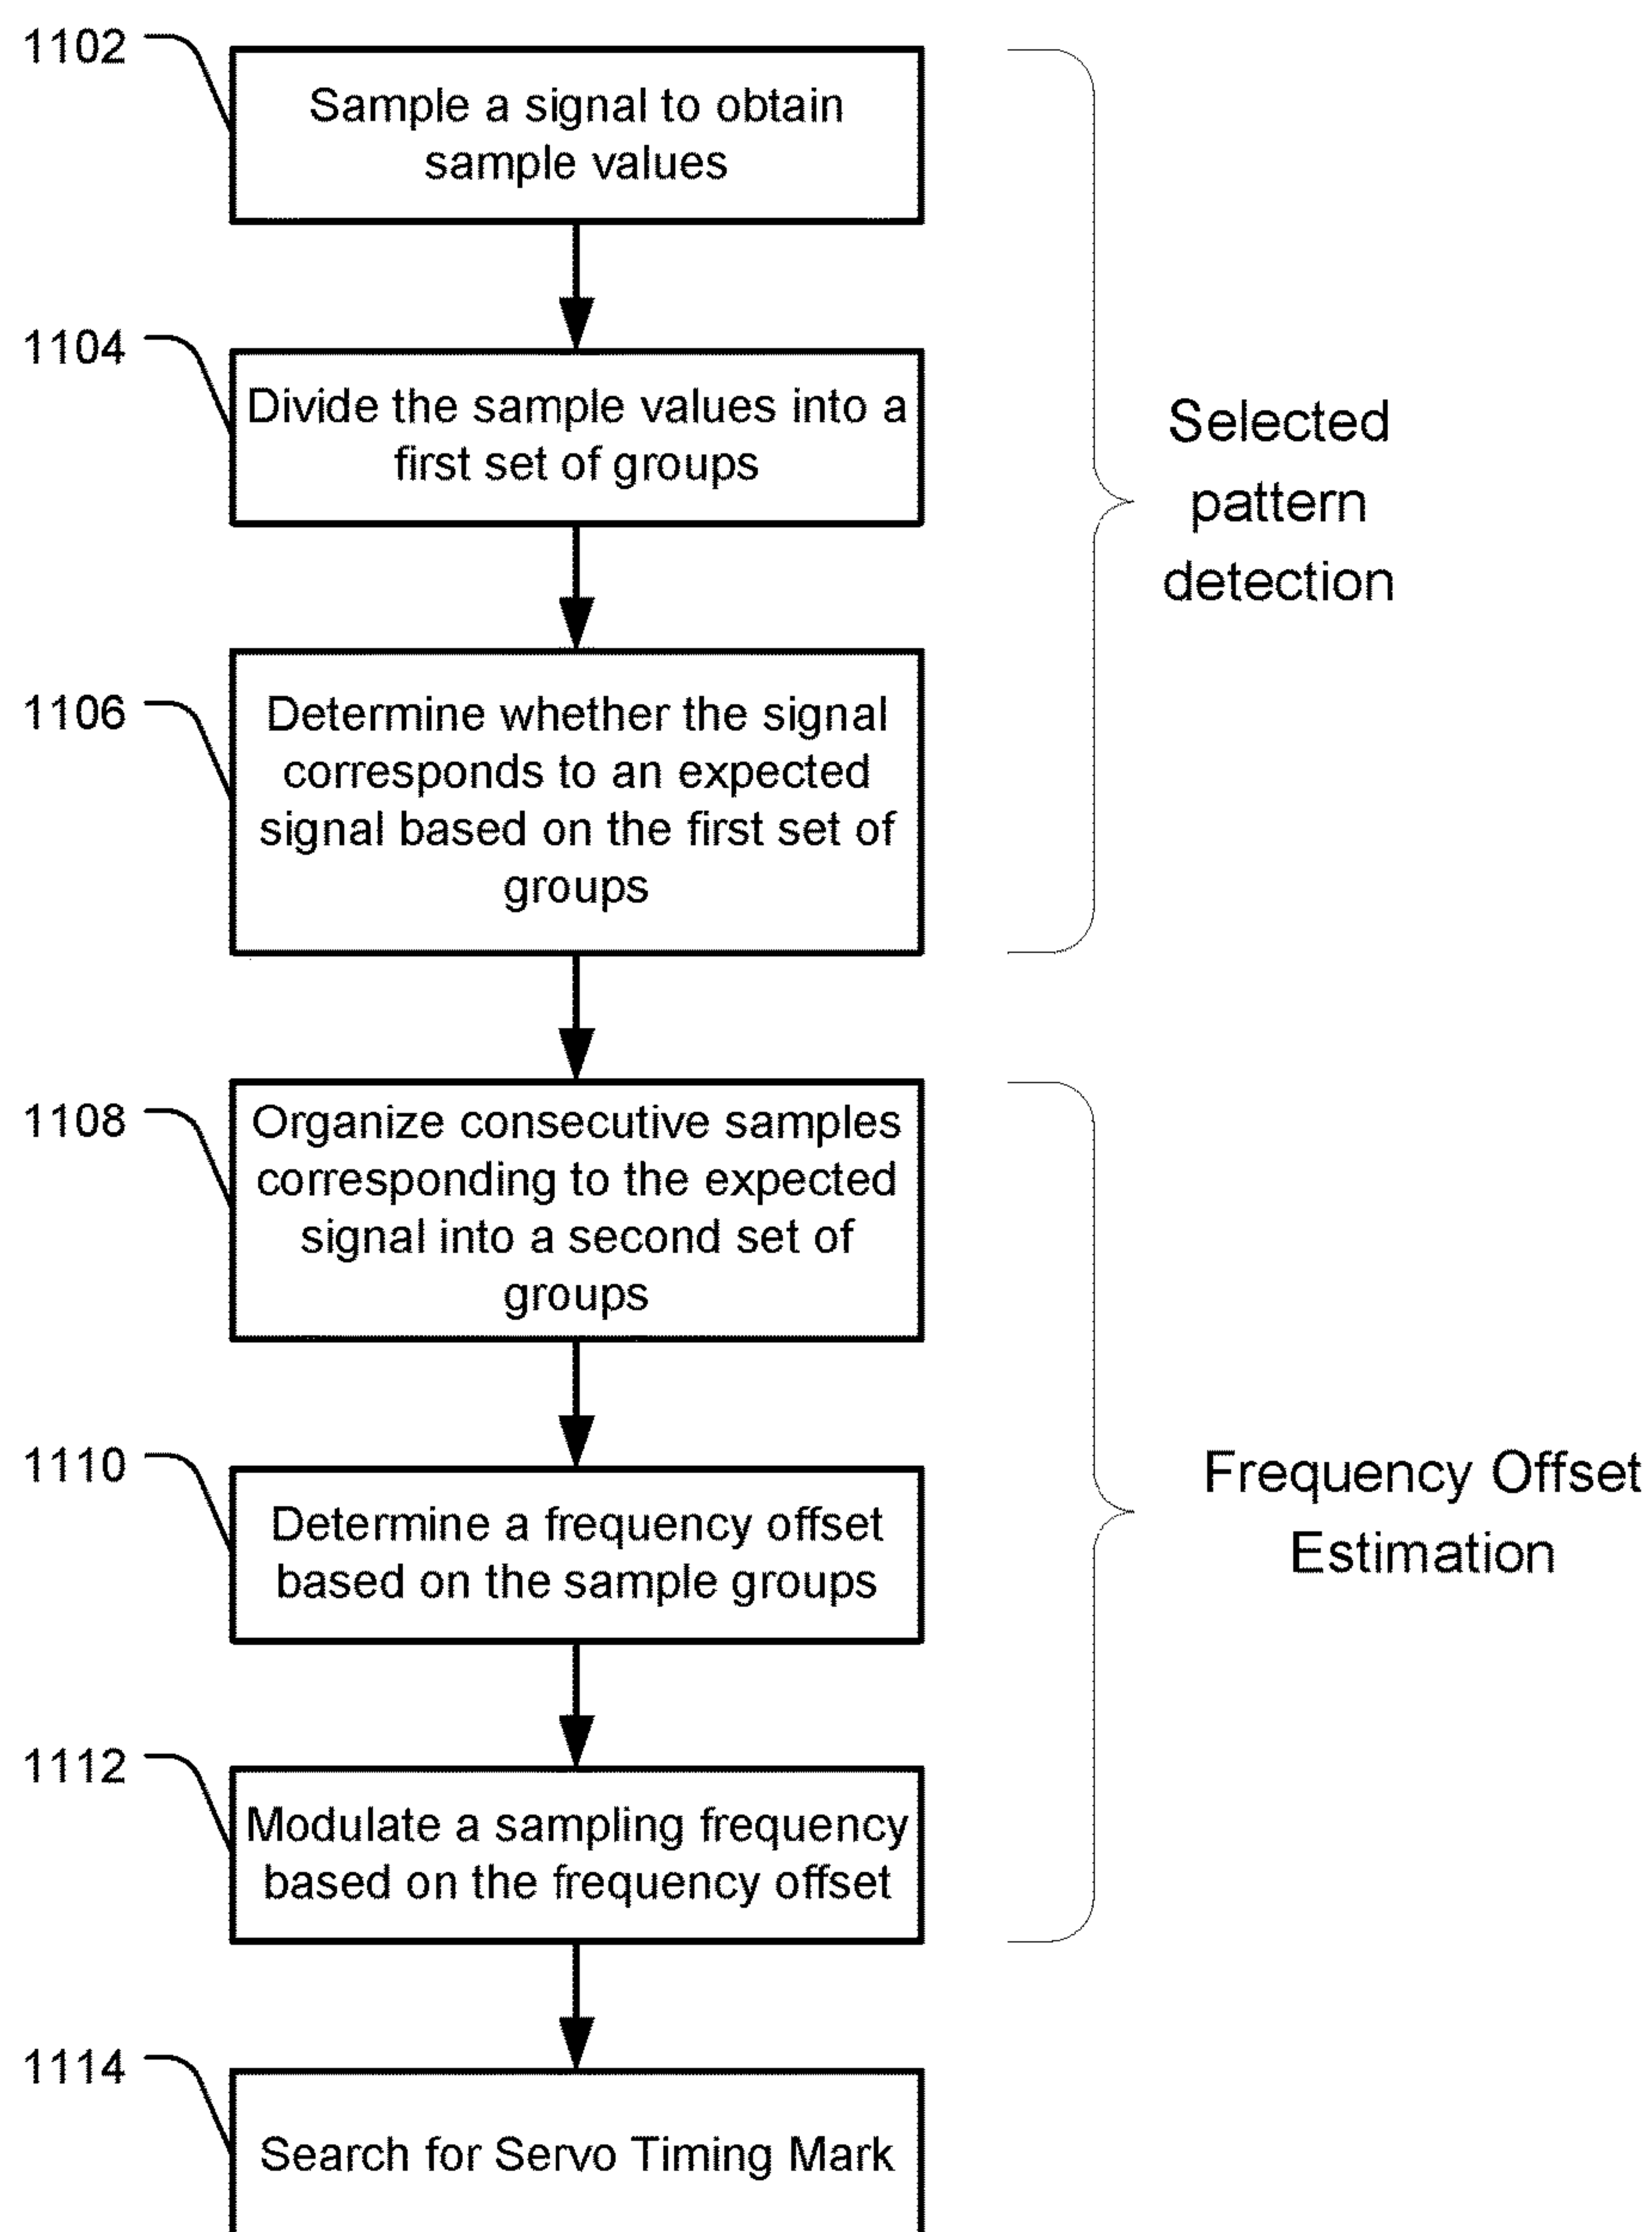 1102
Sample a signal to obtain
sample values
1104
Divide the sample values into a
first set of groups
Selected
pattern
detection
1106
Determine whether the signal
corresponds to an expected
signal based on the first set of
groups
1108
Organize consecutive samples
corresponding to the expected
signal into a second set of
groups
1110
Determine a frequency offset
based on the sample groups
Frequency Offset
Estimation
1112
Modulate a sampling frequency
based on the frequency offset
1114
Search for Servo Timing Mark